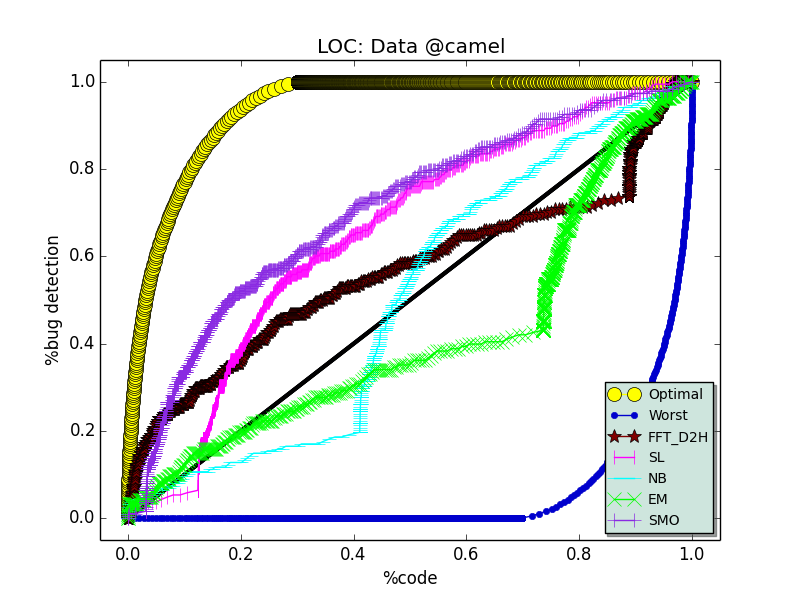 LOC: Data @camel
%bug detection
1.0
0.8
0.6
0.4
0.2
0.0
0.0 0.2 0.4 0.6 0.8 1.0
%code
Optimal
Worst
FFT_D2H
SL
NB
EM
SMO